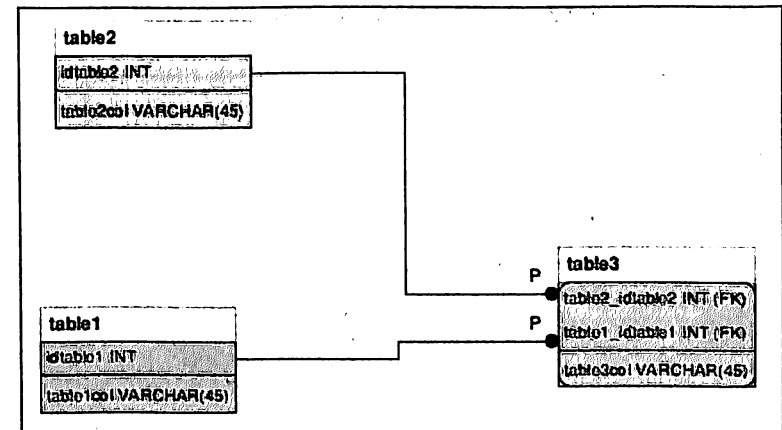 table2
idtable2 INT
table2col VARCHAR(45)
P
table3
table2_idtable2 INT (FK)
P
table1_idtable1 INT (FK)
table3col VARCHAR(45)
table1
idtable1 INT
table1col VARCHAR(45)